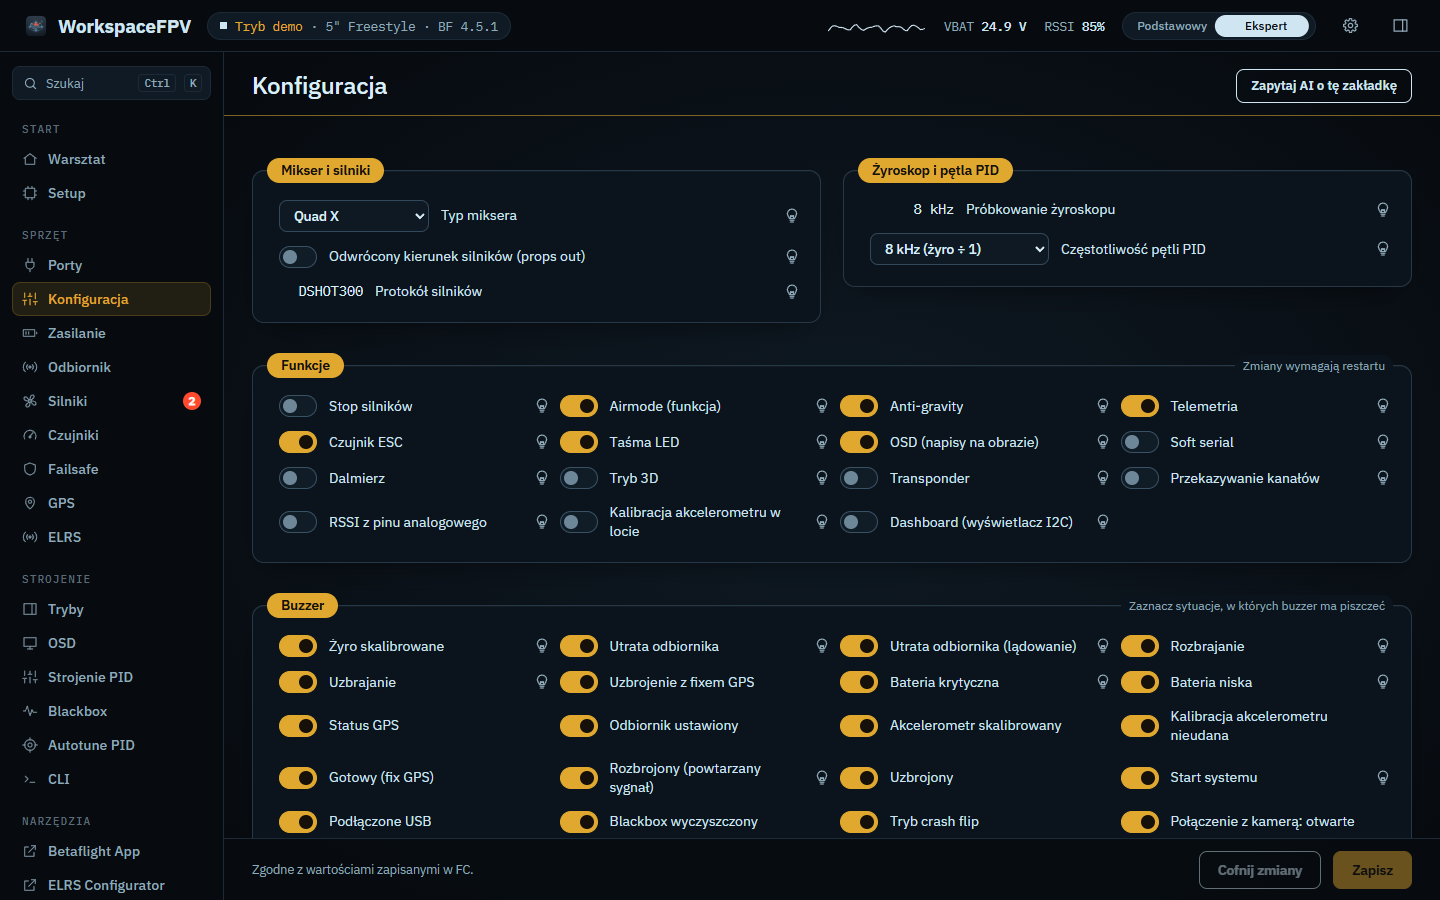 WorkspaceFPV
Tryb demo · 5" Freestyle · BF 4.5.1
VBAT 24.9 V
RSSI 85%
Podstawowy
Ekspert
Szukaj
Ctrl K
START
Warsztat
Setup
SPRZĘT
Porty
Konfiguracja
Zasilanie
Odbiornik
Silniki
2
Czujniki
Failsafe
GPS
ELRS
STROJENIE
Tryby
OSD
Strojenie PID
Blackbox
Autotune PID
CLI
NARZĘDZIA
Betaflight App
ELRS Configurator
Konfiguracja
Zapytaj AI o tę zakładkę
Mikser i silniki
Quad X
Typ miksera
Odwrócony kierunek silników (props out)
DSHOT300 Protokół silników
Żyroskop i pętla PID
8 kHz Próbkowanie żyroskopu
8 kHz (żyro ÷ 1)
Częstotliwość pętli PID
Funkcje
Zmiany wymagają restartu
Stop silników
Airmode (funkcja)
Anti-gravity
Telemetria
Czujnik ESC
Taśma LED
OSD (napisy na obrazie)
Soft serial
Dalmierz
Tryb 3D
Transponder
Przekazywanie kanałów
RSSI z pinu analogowego
Kalibracja akcelerometru w
locie
Dashboard (wyświetlacz I2C)
Buzzer
Zaznacz sytuacje, w których buzzer ma piszczeć
Żyro skalibrowane
Utrata odbiornika
Utrata odbiornika (lądowanie)
Rozbrajanie
Uzbrajanie
Uzbrojenie z fixem GPS
Bateria krytyczna
Bateria niska
Status GPS
Odbiornik ustawiony
Akcelerometr skalibrowany
Kalibracja akcelerometru
nieudana
Gotowy (fix GPS)
Rozbrojony (powtarzany
sygnał)
Uzbrojony
Start systemu
Podłączone USB
Blackbox wyczyszczony
Tryb crash flip
Połączenie z kamerą: otwarte
Zgodne z wartościami zapisanymi w FC.
Cofnij zmiany
Zapisz